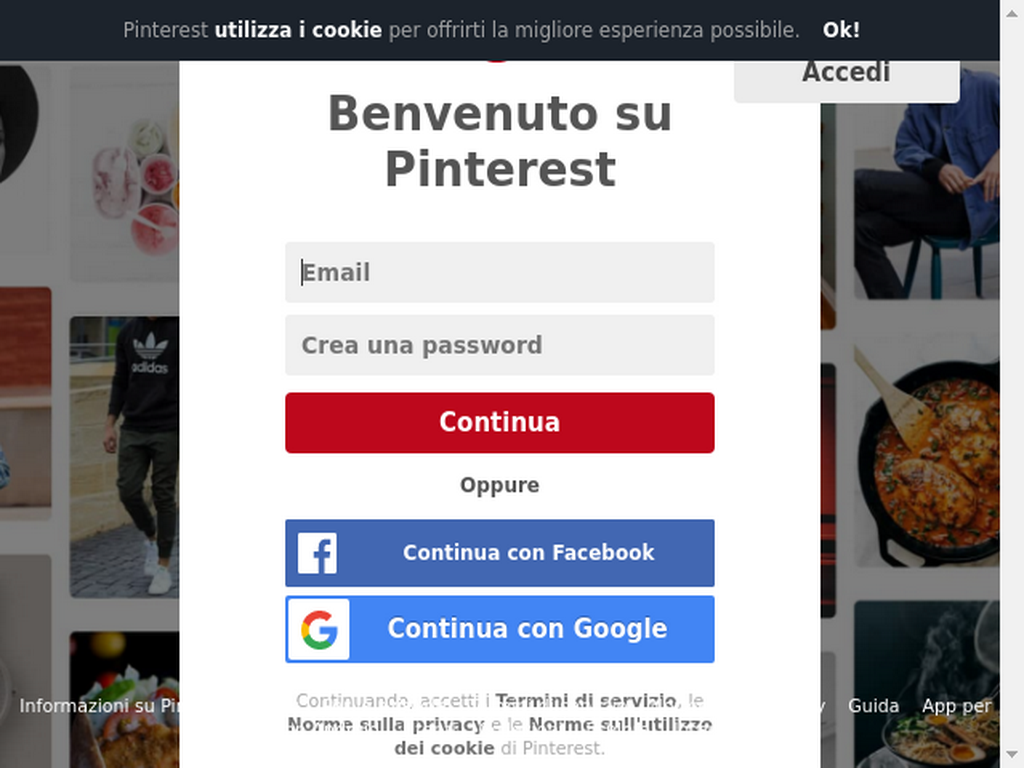 Pinterest utilizza i cookie per offrirti la migliore esperienza possibile. Ok!
Accedi
Benvenuto su
Pinterest
Email
Crea una password
Continua
Oppure
Continua con Facebook
Continua con Google
Continuando, accetti i Termini di servizio, le
Norme sulla privacy e le Norme sull'utilizzo
dei cookie di Pinterest.
adidas
Informazioni su
Guida
App per